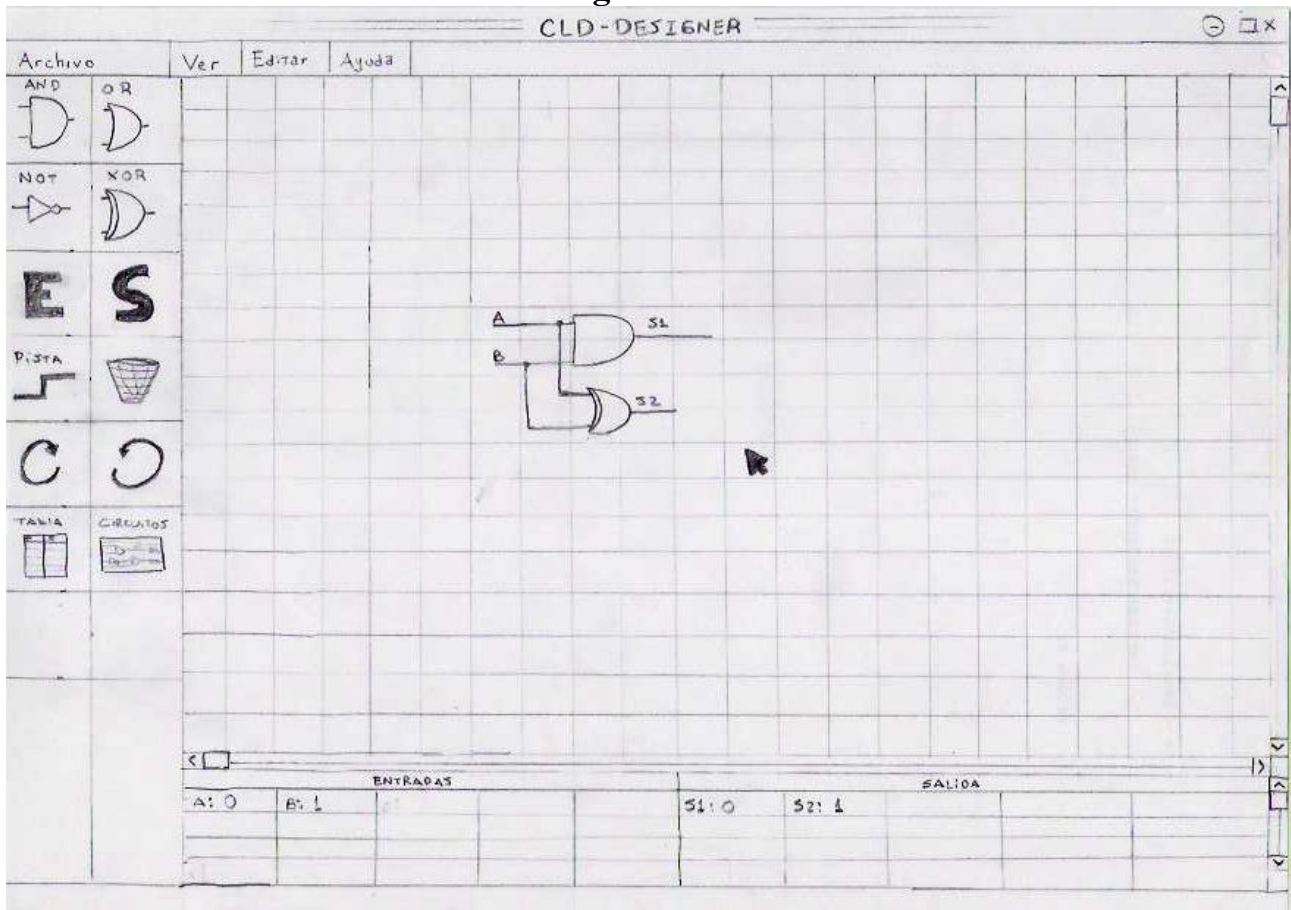 CLD-DESIGNER
Archivo Ver Editar Ayuda
AND OR
NOT XOR
E S
PISTA
TABLA CIRCUITOS
A
S1
B
S2
ENTRADAS SALIDA
A: 0 B: 1 S1: 0 S2: 1